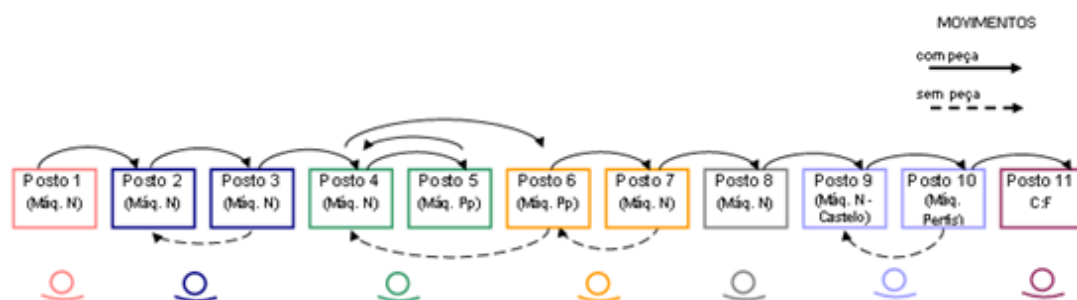 MOVIMENTOS
com peça
sem peça
Posto 1
(Máq. N)
Posto 2
(Máq. N)
Posto 3
(Máq. N)
Posto 4
(Máq. N)
Posto 5
(Máq. Pp)
Posto 6
(Máq. Pp)
Posto 7
(Máq. N)
Posto 8
(Máq. N)
Posto 9
(Máq. N -
Castelo)
Posto 10
(Máq.
Perfis)
Posto 11
C:F